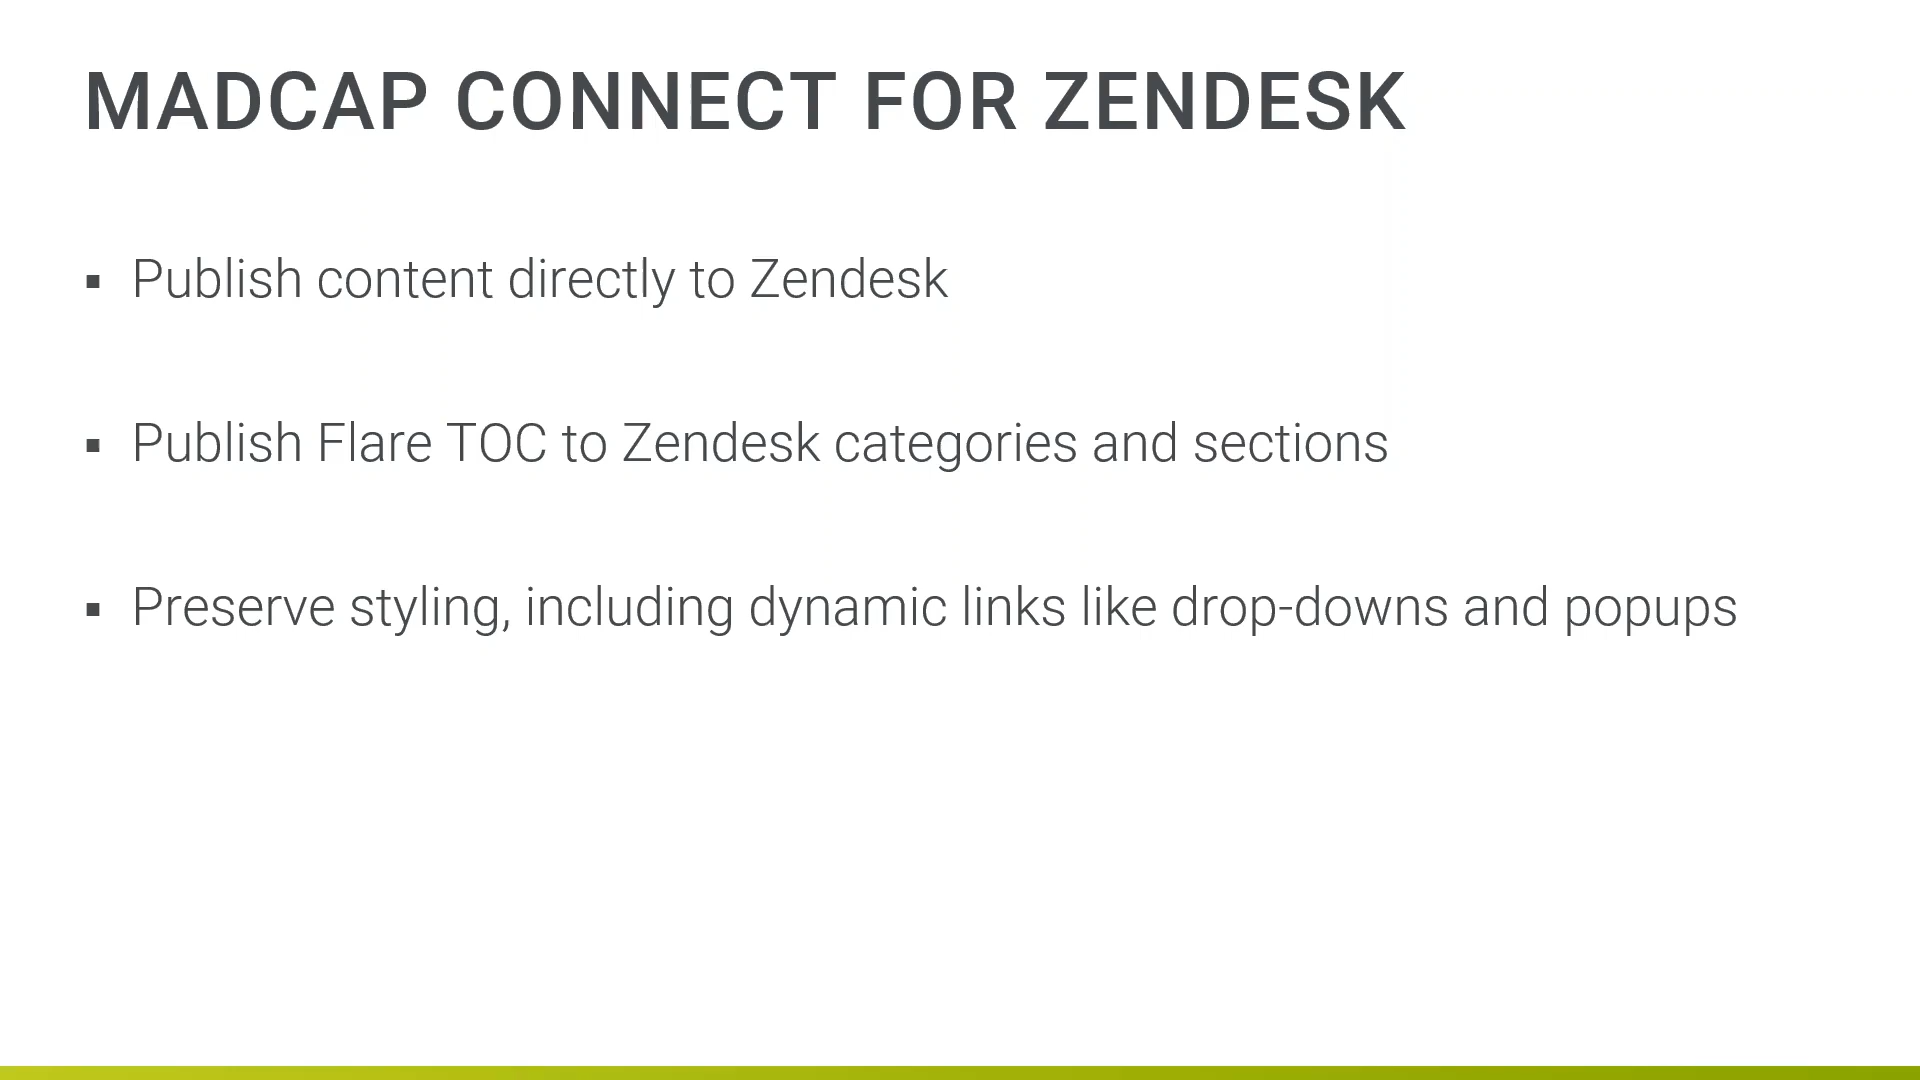 MADCAP CONNECT FOR ZENDESK
▪ Publish content directly to Zendesk
▪ Publish Flare TOC to Zendesk categories and sections
▪ Preserve styling, including dynamic links like drop-downs and popups